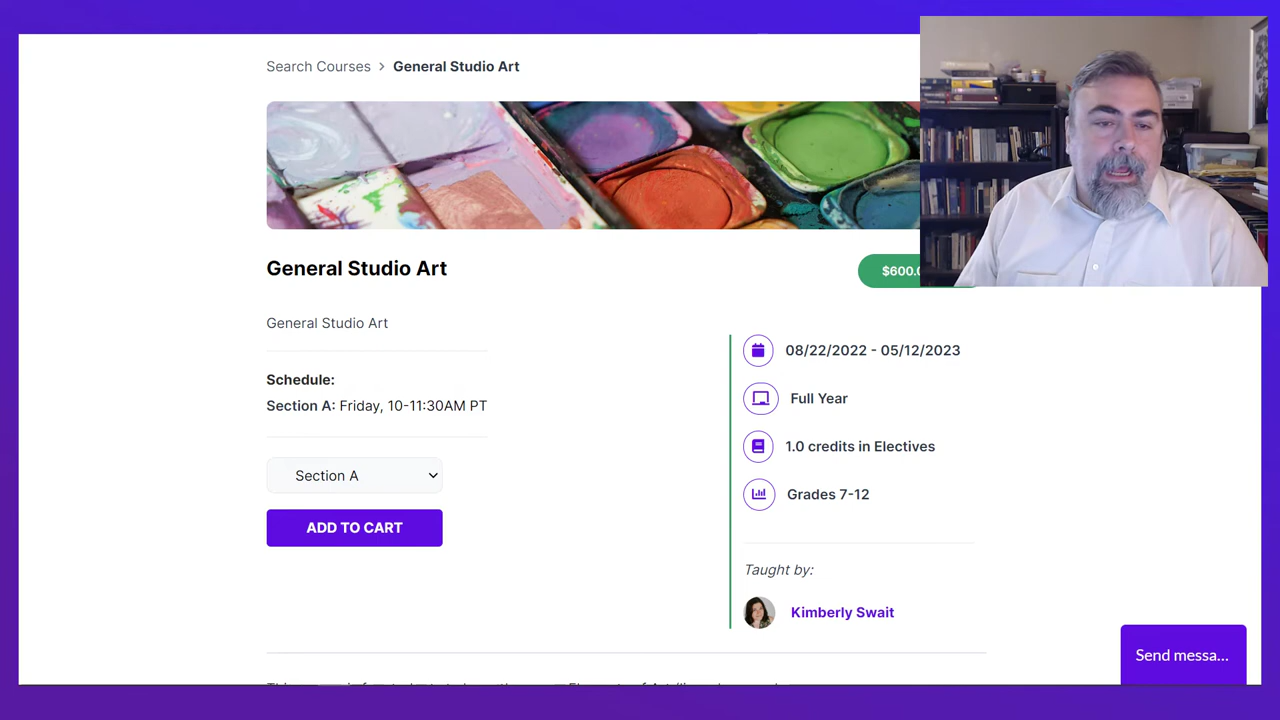 Search Courses > General Studio Art
General Studio Art
$600.
General Studio Art
08/22/2022 - 05/12/2023
Schedule:
Section A: Friday, 10-11:30AM PT
Full Year
1.0 credits in Electives
Section A
Grades 7-12
ADD TO CART
Taught by:
Kimberly Swait
Send messa...